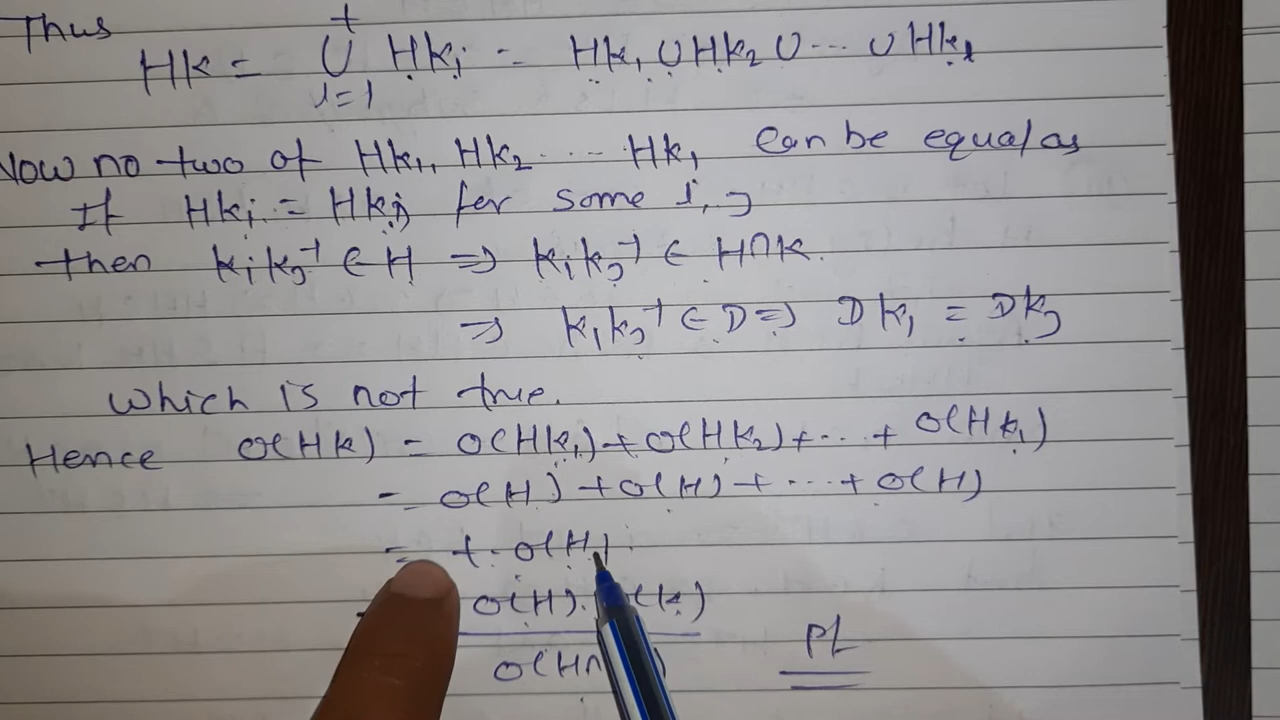 Thus
HK = t ∪ i=1 Hki = Hk1 ∪ Hk2 ∪ ... ∪ Hkt
Now no two of Hk1, Hk2 ... Hkt can be equal as
If Hki = Hkj for some i, j
then kikj⁻¹ ∈ H ⇒ kikj⁻¹ ∈ H∩K.
⇒ kikj⁻¹ ∈ D ⇒ Dki = Dkj
which is not true.
Hence o(HK) = o(Hk1) + o(Hk2) + ... + o(Hkt)
= o(H) + o(H) + ... + o(H)
= t. o(H)
o(H). o(K)
o(H∩